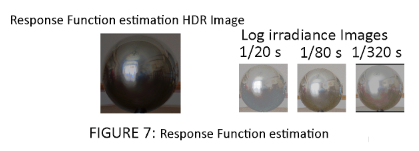 Response Function estimation HDR Image
Log irradiance Images
1/20 s 1/80 s 1/320 s
FIGURE 7: Response Function estimation